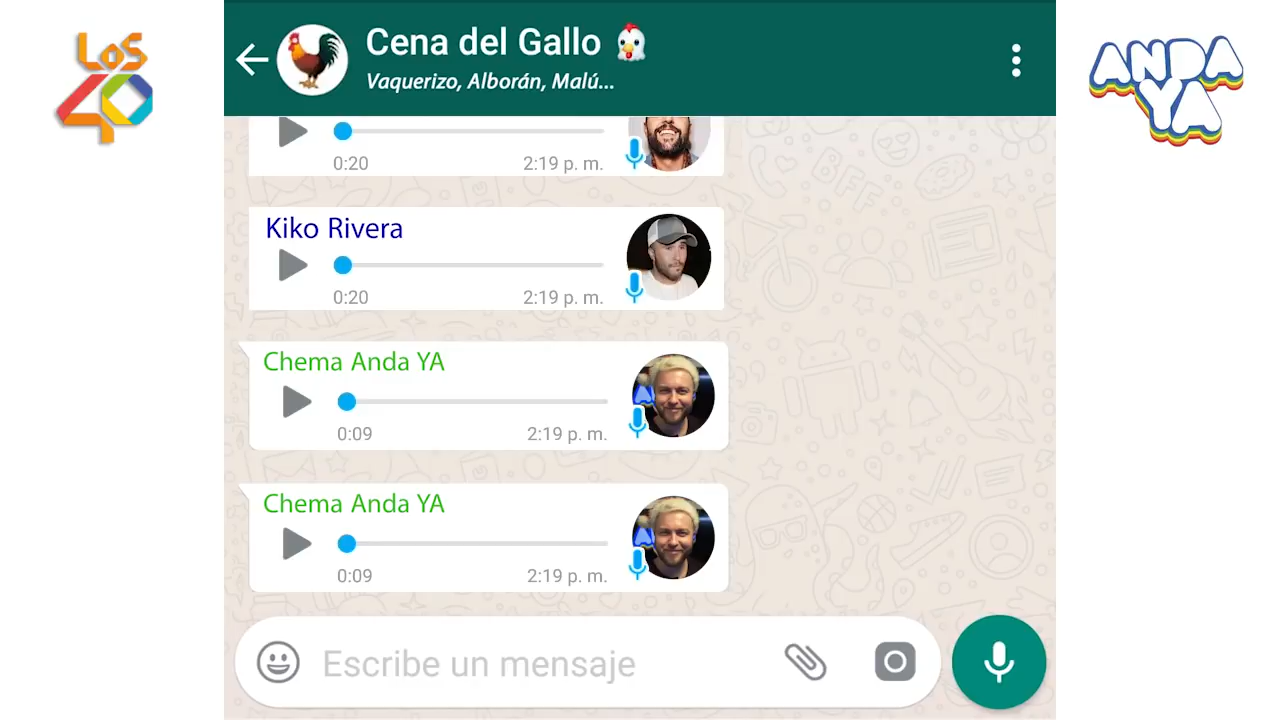 LOS
40
Cena del Gallo
Vaquerizo, Alborán, Malú...
ANDA
YA
0:20 2:19 p. m.
Kiko Rivera
0:20 2:19 p. m.
Chema Anda YA
0:09 2:19 p. m.
Chema Anda YA
0:09 2:19 p. m.
Escribe un mensaje
BFF